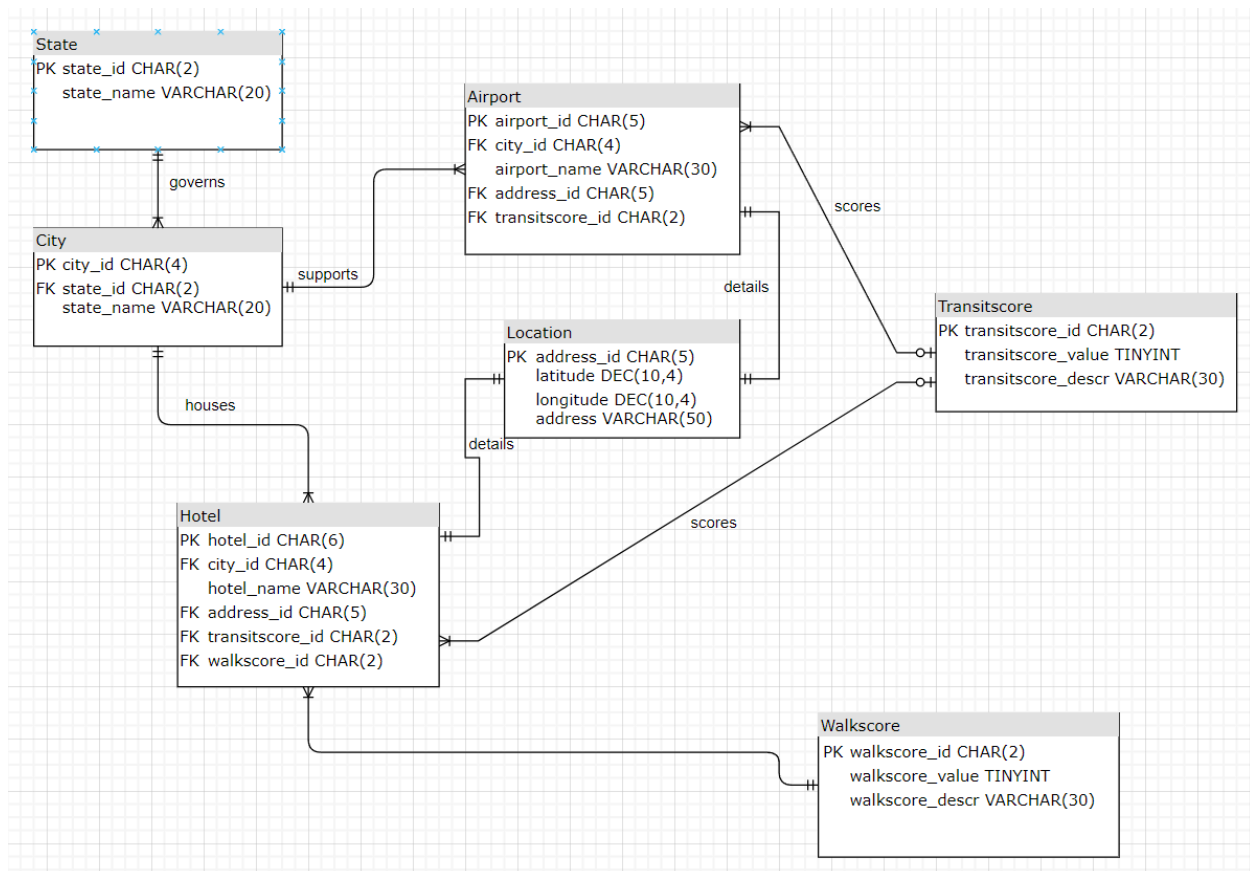 State
PK state_id CHAR(2)
state_name VARCHAR(20)
governs
City
PK city_id CHAR(4)
FK state_id CHAR(2)
state_name VARCHAR(20)
supports
houses
Airport
PK airport_id CHAR(5)
FK city_id CHAR(4)
airport_name VARCHAR(30)
FK address_id CHAR(5)
FK transitscore_id CHAR(2)
scores
details
Location
PK address_id CHAR(5)
latitude DEC(10,4)
longitude DEC(10,4)
address VARCHAR(50)
details
Transitscore
PK transitscore_id CHAR(2)
transitscore_value TINYINT
transitscore_descr VARCHAR(30)
scores
Hotel
PK hotel_id CHAR(6)
FK city_id CHAR(4)
hotel_name VARCHAR(30)
FK address_id CHAR(5)
FK transitscore_id CHAR(2)
FK walkscore_id CHAR(2)
Walkscore
PK walkscore_id CHAR(2)
walkscore_value TINYINT
walkscore_descr VARCHAR(30)